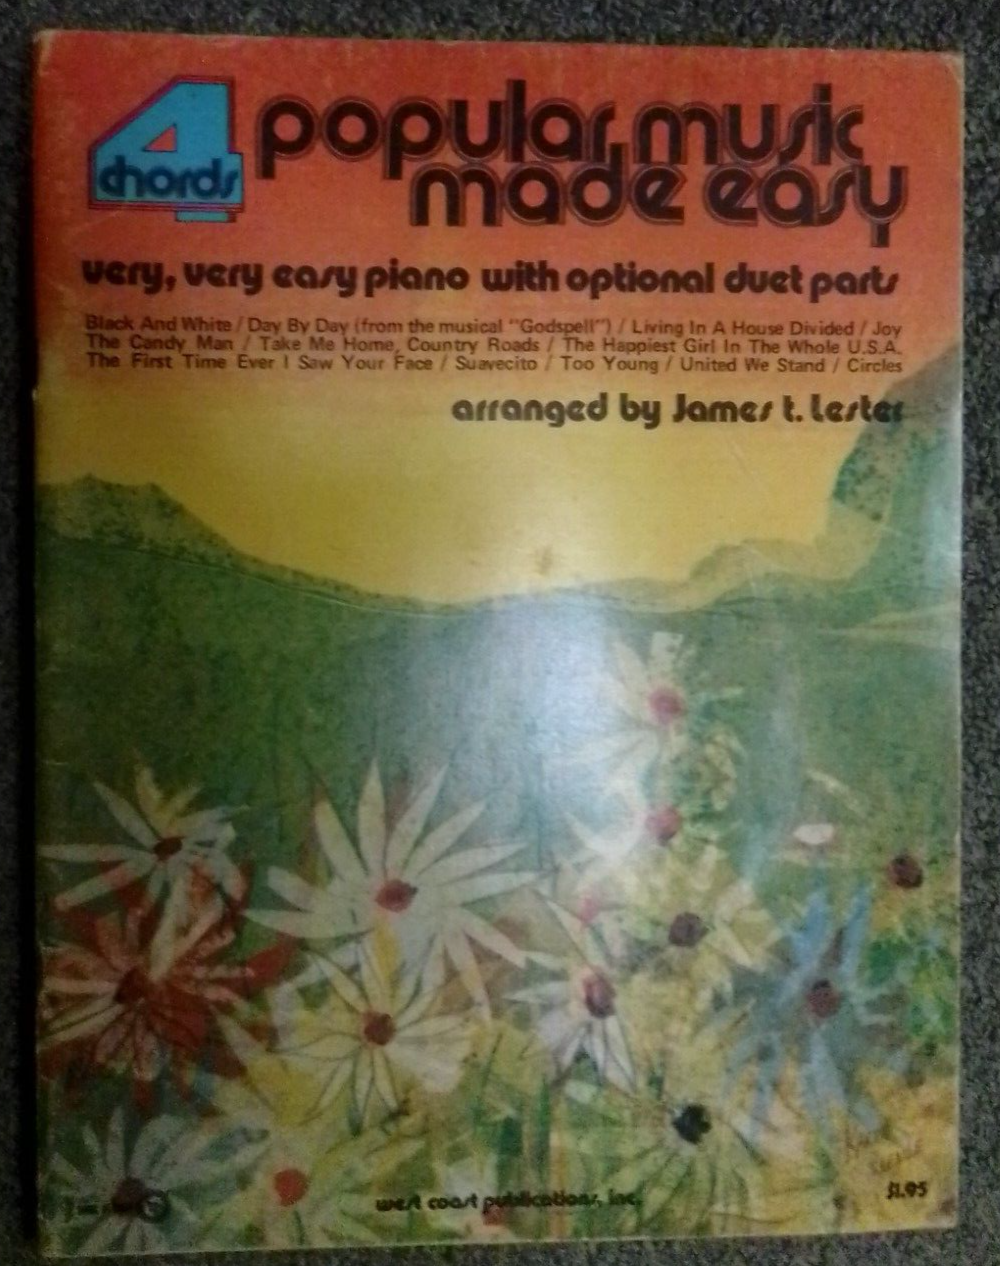 4
chords
popular music
made easy
very, very easy piano with optional duet parts
Black And White / Day By Day (from the musical "Godspell") / Living In A House Divided / Joy
The Candy Man / Take Me Home, Country Roads / The Happiest Girl In The Whole U.S.A.
The First Time Ever I Saw Your Face / Suavecito / Too Young / United We Stand / Circles
arranged by James t. Lester
west coast publications, inc.
$1.95